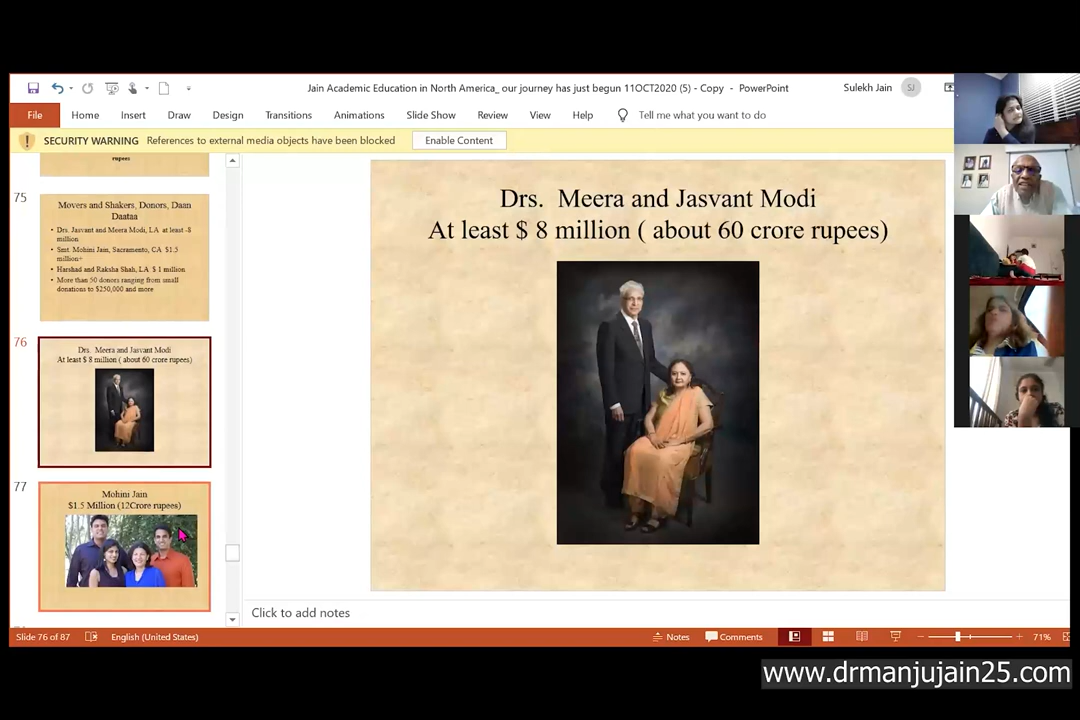 Jain Academic Education in North America_ our journey has just begun 11OCT2020 (5) - Copy - PowerPoint
Sulekh Jain
SJ
File
Home
Insert
Draw
Design
Transitions
Animations
Slide Show
Review
View
Help
Tell me what you want to do
SECURITY WARNING References to external media objects have been blocked
Enable Content
rupees
75
Movers and Shakers, Donors, Daan
Daataa
• Drs. Jasvant and Meera Modi, LA at least -8
million
• Smt. Mohini Jain, Sacramento, CA $1.5
million+
• Harshad and Raksha Shah, LA $ 1 million
• More than 50 donors ranging from small
donations to $250,000 and more
76
Drs. Meera and Jasvant Modi
At least $ 8 million ( about 60 crore rupees)
77
Mohini Jain
$1.5 Million (12Crore rupees)
Drs. Meera and Jasvant Modi
At least $ 8 million ( about 60 crore rupees)
Click to add notes
Slide 76 of 87
English (United States)
Notes
Comments
71%
www.drmanjujain25.com